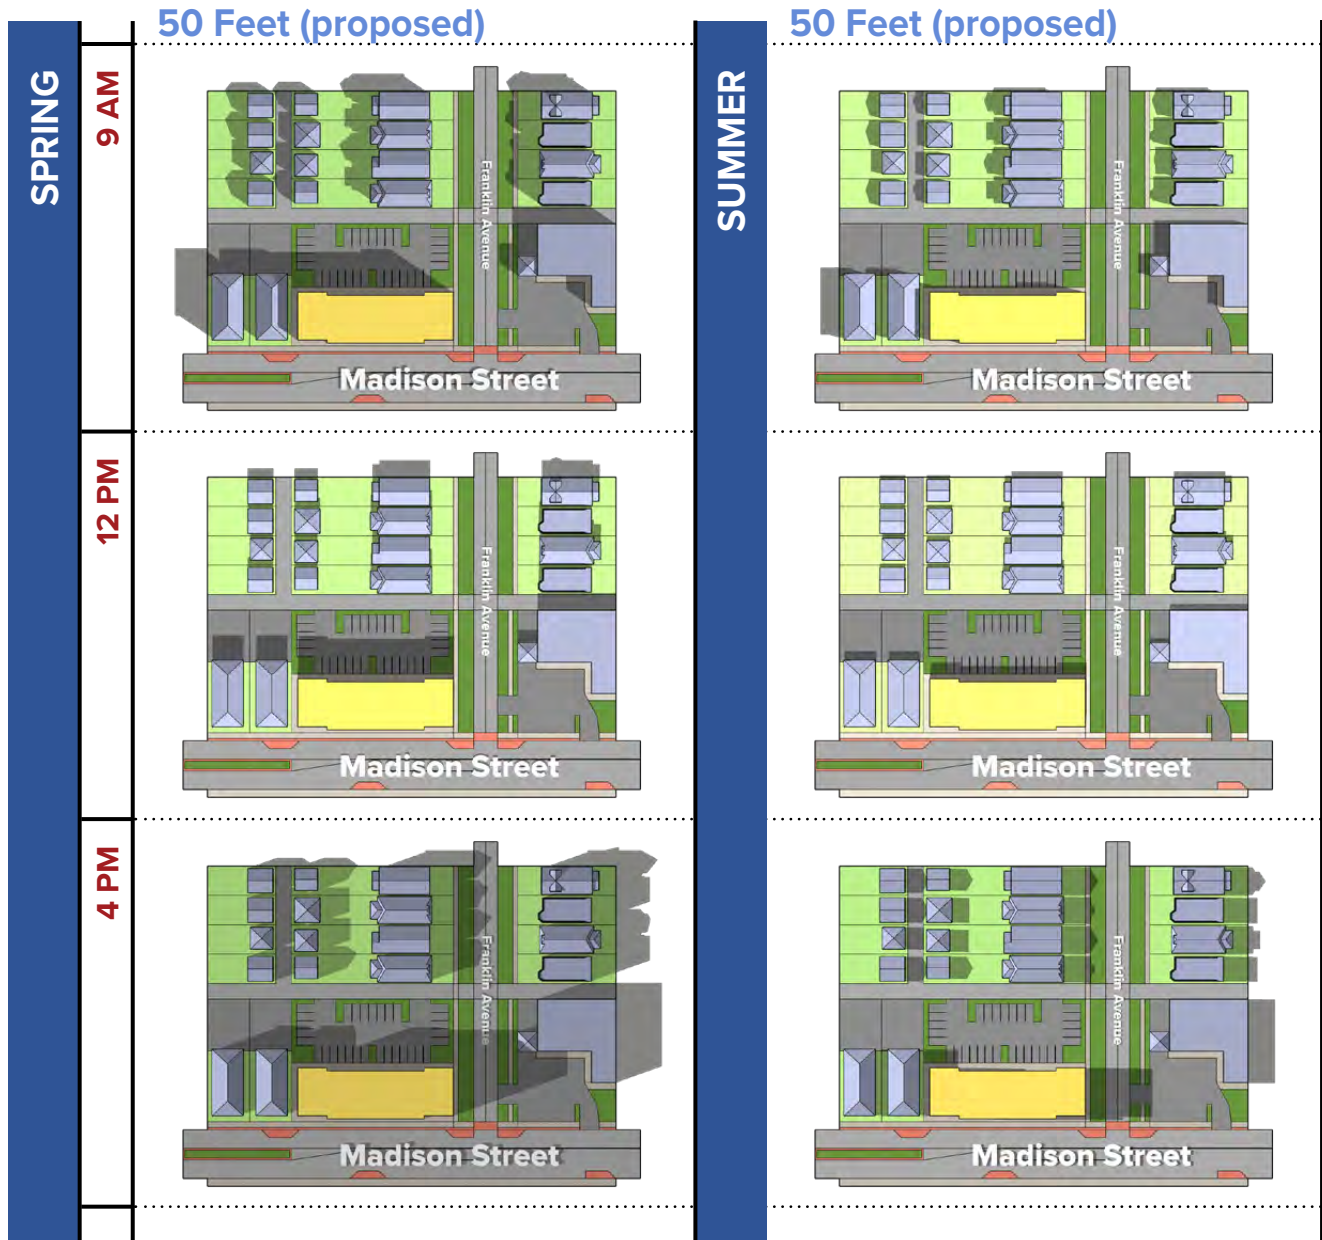 50 Feet (proposed)
50 Feet (proposed)
SPRING
9 AM
Franklin Avenue
Madison Street
SUMMER
Franklin Avenue
Madison Street
12 PM
Franklin Avenue
Madison Street
Franklin Avenue
Madison Street
4 PM
Franklin Avenue
Madison Street
Franklin Avenue
Madison Street